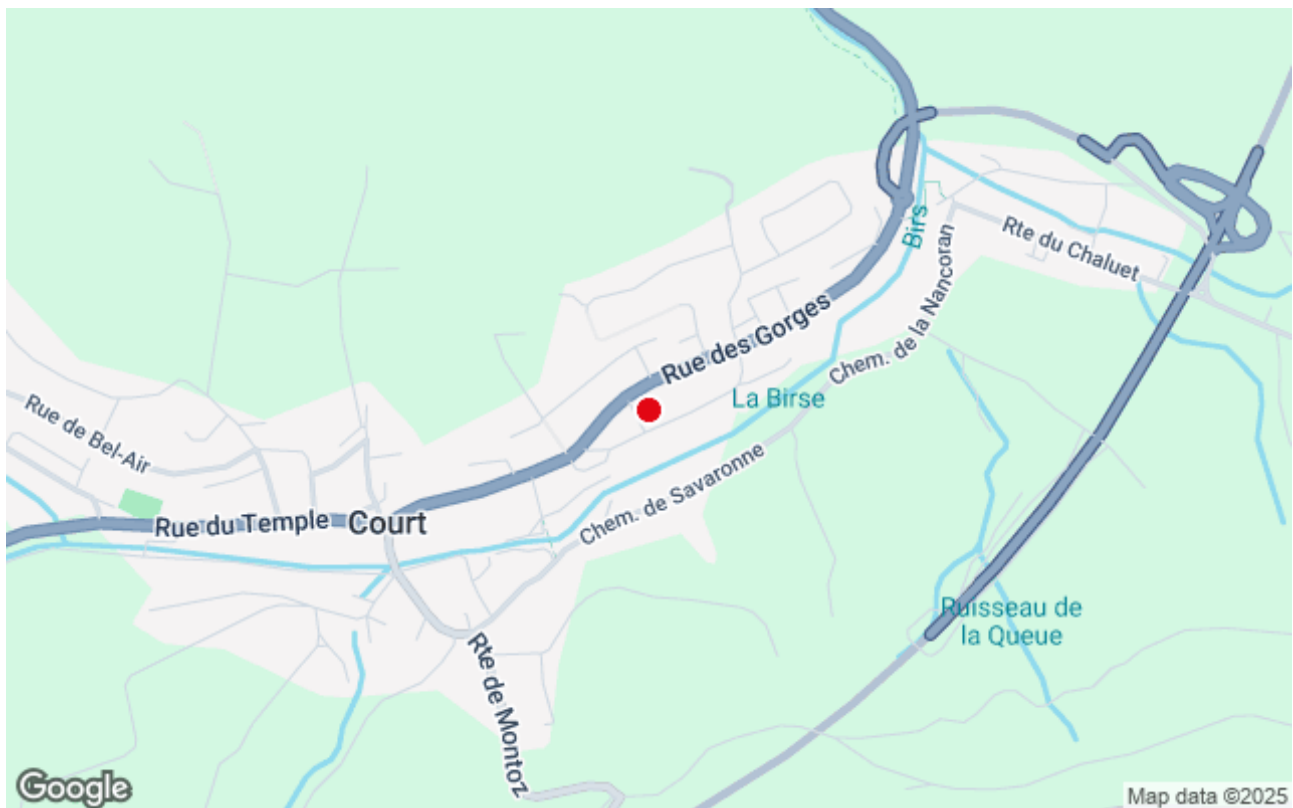 Birs
Rte du Chaluet
Chem. de la Nancoran
Rue des Gorges
La Birse
Rue de Bel-Air
Chem. de Savaronne
Rue du Temple
Court
Ruisseau de
la Queue
Rte de Montoz
Google
Map data ©2025